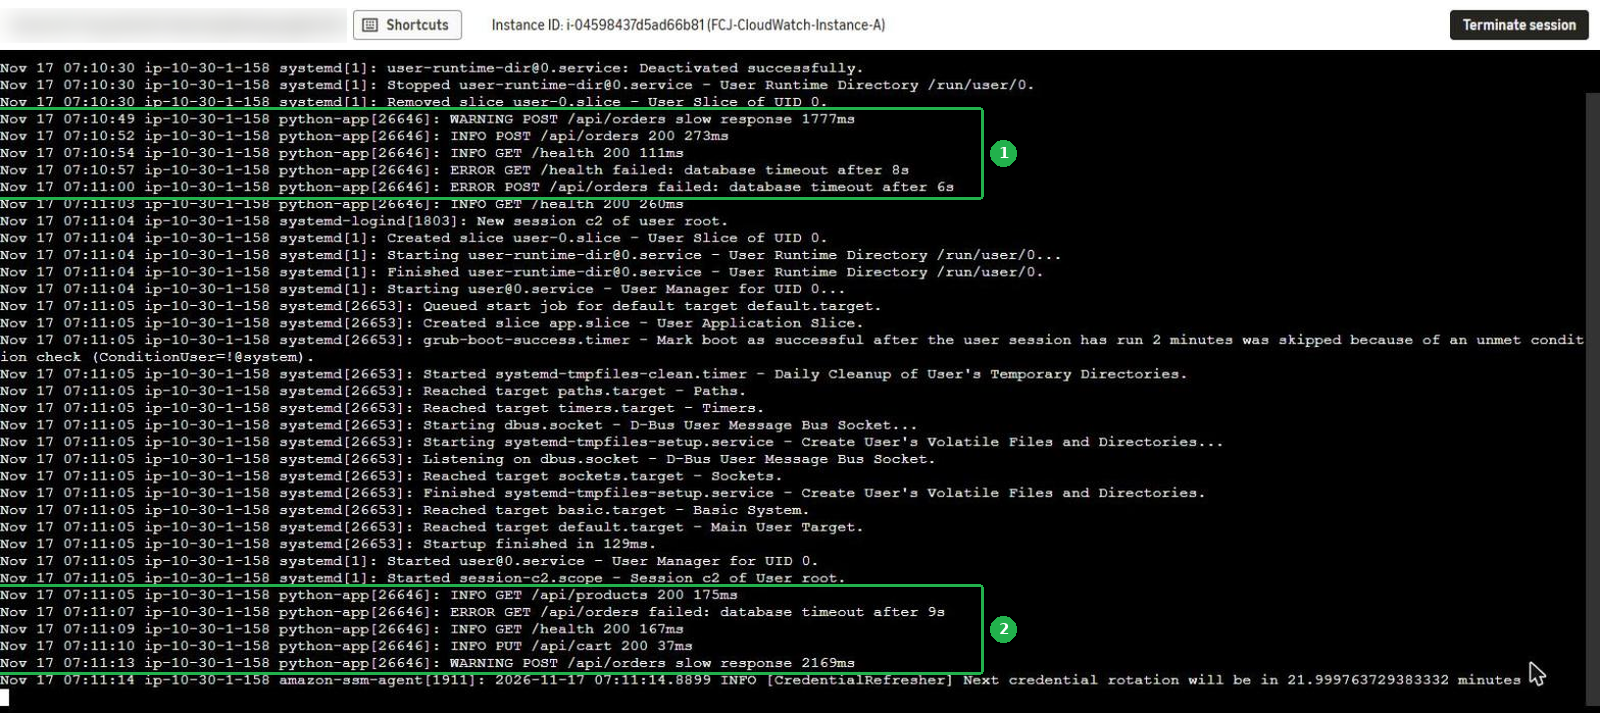 Shortcuts
Instance ID: i-04598437d5ad66b81 (FCJ-CloudWatch-Instance-A)
Terminate session
Nov 17 07:10:30 ip-10-30-1-158 systemd[1]: user-runtime-dir@0.service: Deactivated successfully.
Nov 17 07:10:30 ip-10-30-1-158 systemd[1]: Stopped user-runtime-dir@0.service - User Runtime Directory /run/user/0.
Nov 17 07:10:30 ip-10-30-1-158 systemd[1]: Removed slice user-0.slice - User Slice of UID 0.
Nov 17 07:10:49 ip-10-30-1-158 python-app[26646]: WARNING POST /api/orders slow response 1777ms
Nov 17 07:10:52 ip-10-30-1-158 python-app[26646]: INFO POST /api/orders 200 273ms
Nov 17 07:10:54 ip-10-30-1-158 python-app[26646]: INFO GET /health 200 111ms
1
Nov 17 07:10:57 ip-10-30-1-158 python-app[26646]: ERROR GET /health failed: database timeout after 8s
Nov 17 07:11:00 ip-10-30-1-158 python-app[26646]: ERROR POST /api/orders failed: database timeout after 6s
Nov 17 07:11:03 ip-10-30-1-158 python-app[26646]: INFO GET /health 200 260ms
Nov 17 07:11:04 ip-10-30-1-158 systemd-logind[1803]: New session c2 of user root.
Nov 17 07:11:04 ip-10-30-1-158 systemd[1]: Created slice user-0.slice - User Slice of UID 0.
Nov 17 07:11:04 ip-10-30-1-158 systemd[1]: Starting user-runtime-dir@0.service - User Runtime Directory /run/user/0...
Nov 17 07:11:04 ip-10-30-1-158 systemd[1]: Finished user-runtime-dir@0.service - User Runtime Directory /run/user/0.
Nov 17 07:11:04 ip-10-30-1-158 systemd[1]: Starting user@0.service - User Manager for UID 0...
Nov 17 07:11:05 ip-10-30-1-158 systemd[26653]: Queued start job for default target default.target.
Nov 17 07:11:05 ip-10-30-1-158 systemd[26653]: Created slice app.slice - User Application Slice.
Nov 17 07:11:05 ip-10-30-1-158 systemd[26653]: grub-boot-success.timer - Mark boot as successful after the user session has run 2 minutes was skipped because of an unmet condit
ion check (ConditionUser=!@system).
Nov 17 07:11:05 ip-10-30-1-158 systemd[26653]: Started systemd-tmpfiles-clean.timer - Daily Cleanup of User's Temporary Directories.
Nov 17 07:11:05 ip-10-30-1-158 systemd[26653]: Reached target paths.target - Paths.
Nov 17 07:11:05 ip-10-30-1-158 systemd[26653]: Reached target timers.target - Timers.
Nov 17 07:11:05 ip-10-30-1-158 systemd[26653]: Starting dbus.socket - D-Bus User Message Bus Socket...
Nov 17 07:11:05 ip-10-30-1-158 systemd[26653]: Starting systemd-tmpfiles-setup.service - Create User's Volatile Files and Directories...
Nov 17 07:11:05 ip-10-30-1-158 systemd[26653]: Listening on dbus.socket - D-Bus User Message Bus Socket.
Nov 17 07:11:05 ip-10-30-1-158 systemd[26653]: Reached target sockets.target - Sockets.
Nov 17 07:11:05 ip-10-30-1-158 systemd[26653]: Finished systemd-tmpfiles-setup.service - Create User's Volatile Files and Directories.
Nov 17 07:11:05 ip-10-30-1-158 systemd[26653]: Reached target basic.target - Basic System.
Nov 17 07:11:05 ip-10-30-1-158 systemd[26653]: Reached target default.target - Main User Target.
Nov 17 07:11:05 ip-10-30-1-158 systemd[26653]: Startup finished in 129ms.
Nov 17 07:11:05 ip-10-30-1-158 systemd[1]: Started user@0.service - User Manager for UID 0.
Nov 17 07:11:05 ip-10-30-1-158 systemd[1]: Started session-c2.scope - Session c2 of User root.
Nov 17 07:11:05 ip-10-30-1-158 python-app[26646]: INFO GET /api/products 200 175ms
Nov 17 07:11:07 ip-10-30-1-158 python-app[26646]: ERROR GET /api/orders failed: database timeout after 9s
Nov 17 07:11:09 ip-10-30-1-158 python-app[26646]: INFO GET /health 200 167ms
2
Nov 17 07:11:10 ip-10-30-1-158 python-app[26646]: INFO PUT /api/cart 200 37ms
Nov 17 07:11:13 ip-10-30-1-158 python-app[26646]: WARNING POST /api/orders slow response 2169ms
Nov 17 07:11:14 ip-10-30-1-158 amazon-ssm-agent[1911]: 2026-11-17 07:11:14.8899 INFO [CredentialRefresher] Next credential rotation will be in 21.999763729383332 minutes